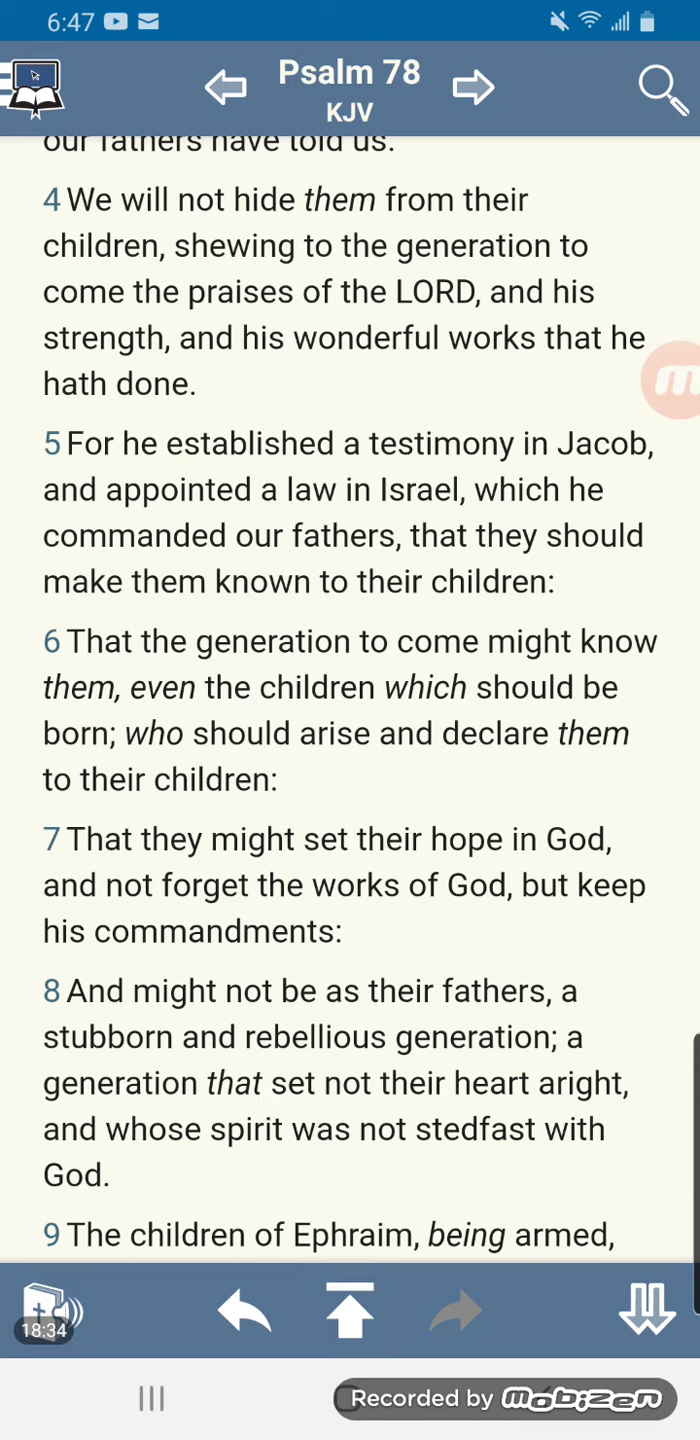 6:47
Psalm 78
KJV
our fathers have told us.
4 We will not hide them from their
children, shewing to the generation to
come the praises of the LORD, and his
strength, and his wonderful works that he
hath done.
5 For he established a testimony in Jacob,
and appointed a law in Israel, which he
commanded our fathers, that they should
make them known to their children:
6 That the generation to come might know
them, even the children which should be
born; who should arise and declare them
to their children:
7 That they might set their hope in God,
and not forget the works of God, but keep
his commandments:
8 And might not be as their fathers, a
stubborn and rebellious generation; a
generation that set not their heart aright,
and whose spirit was not stedfast with
God.
9 The children of Ephraim, being armed,
18:34
Recorded by mobizen